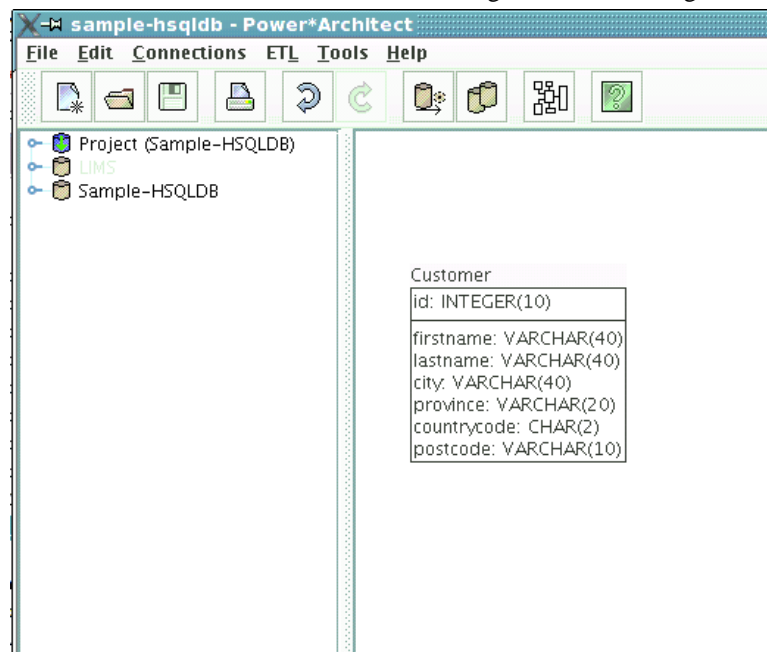 sample-hsqldb - Power*Architect
File Edit Connections ETL Tools Help
Project (Sample-HSQLDB)
LIMS
Sample-HSQLDB
Customer
id: INTEGER(10)
firstname: VARCHAR(40)
lastname: VARCHAR(40)
city: VARCHAR(40)
province: VARCHAR(20)
countrycode: CHAR(2)
postcode: VARCHAR(10)